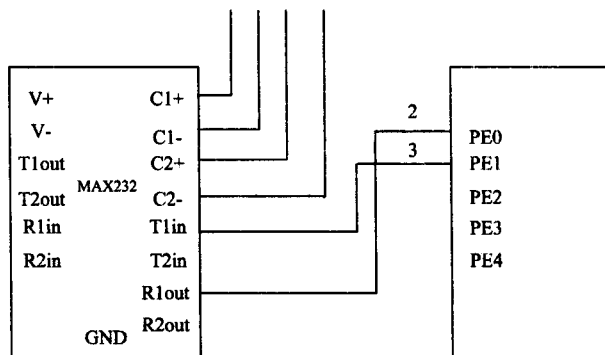 V+ C1+
V- C1-
T1out C2+
MAX232
T2out C2-
R1in T1in
R2in T2in
R1out
R2out
GND
2
3
PE0
PE1
PE2
PE3
PE4